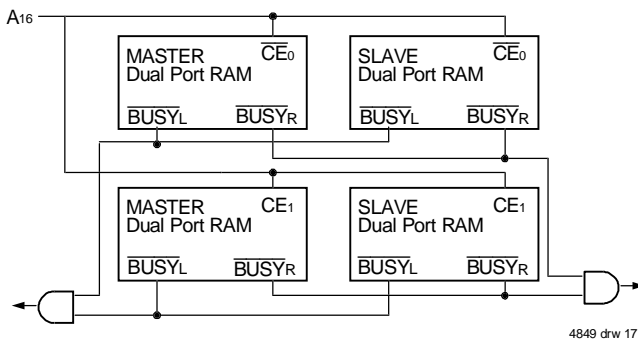 A16
MASTER CE0
Dual Port RAM
BUSYL BUSYR
SLAVE CE0
Dual Port RAM
BUSYL BUSYR
MASTER CE1
Dual Port RAM
BUSYL BUSYR
SLAVE CE1
Dual Port RAM
BUSYL BUSYR
4849 drw 17